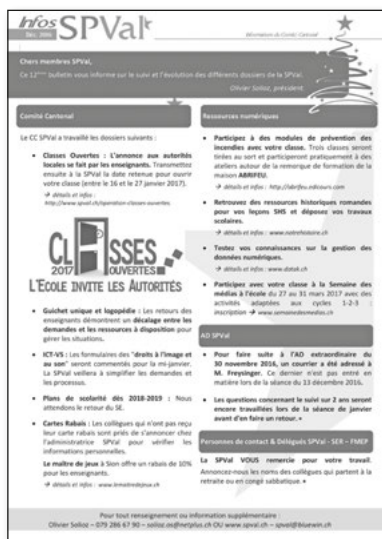 Infos SPVal
Déc. 2016
Informations du Comité Cantonal
Chers membres SPVal,
Ce 12ème bulletin vous informe sur le suivi et l'évolution des différents dossiers de la SPVal.
Olivier Solioz, président
Comité Cantonal
Le CC SPVal a travaillé les dossiers suivants :
• Classes Ouvertes : L'annonce aux autorités
locales se fait par les enseignants. Transmettez
ensuite à la SPVal la date retenue pour ouvrir
votre classe (entre le 16 et le 27 janvier 2017).
→ détails et infos :
http://www.spval.ch/operation-classes-ouvertes
CLASSES
2017 OUVERTES
L'ECOLE INVITE LES AUTORITÉS
• Guichet unique et logopédie : Les retours des
enseignants démontrent un décalage entre les
demandes et les ressources à disposition pour
gérer les situations.
• ICT-VS : Les formulaires des "droits à l'image et
au son" seront commentés pour la mi-janvier.
La SPVal veillera à simplifier les demandes et
les processus.
• Plans de scolarité dès 2018-2019 : Nous
attendons le retour du SE.
• Cartes Rabais : Les collègues qui n'ont pas reçu
leur carte rabais sont priés de s'annoncer chez
l'administratrice SPVal pour vérifier les
informations personnelles.
Le maître de jeux à Sion offre un rabais de 10%
pour les enseignants.
→ détails et infos : www.lemaitredejeux.ch
Ressources numériques
• Participez à des modules de prévention des
incendies avec votre classe. Trois classes seront
tirées au sort et participeront pratiquement à des
ateliers autour de la remorque de formation de la
maison ABRIFEU.
→ détails et infos : http://abrifeu.edicours.com
• Retrouvez des ressources historiques romandes
pour vos leçons SHS et déposez vos travaux
scolaires.
→ détails et infos : www.notrehistoire.ch
• Testez vos connaissances sur la gestion des
données numériques.
→ détails et infos : www.datak.ch
• Participez avec votre classe à la Semaine des
médias à l'école du 27 au 31 mars 2017 avec des
activités adaptées aux cycles 1-2-3 :
inscription → www.semainedesmedias.ch
AD SPVal
• Pour faire suite à l'AD extraordinaire du
30 novembre 2016, un courrier a été adressé à
M. Freysinger. Ce dernier n'est pas entré en
matière lors de la séance du 13 décembre 2016.
• Les questions concernant le suivi sur 2 ans seront
encore travaillées lors de la séance de janvier
avant d'en faire un retour.
Personnes de contact & Délégués SPVal - SER – FMEP
La SPVal VOUS remercie pour votre travail.
Annoncez-nous les noms des collègues qui partent à la
retraite ou en congé sabbatique.
Pour tout renseignement ou information supplémentaire :
Olivier Solioz – 079 286 67 90 – solioz.os@netplus.ch OU www.spval.ch – spval@bluewin.ch